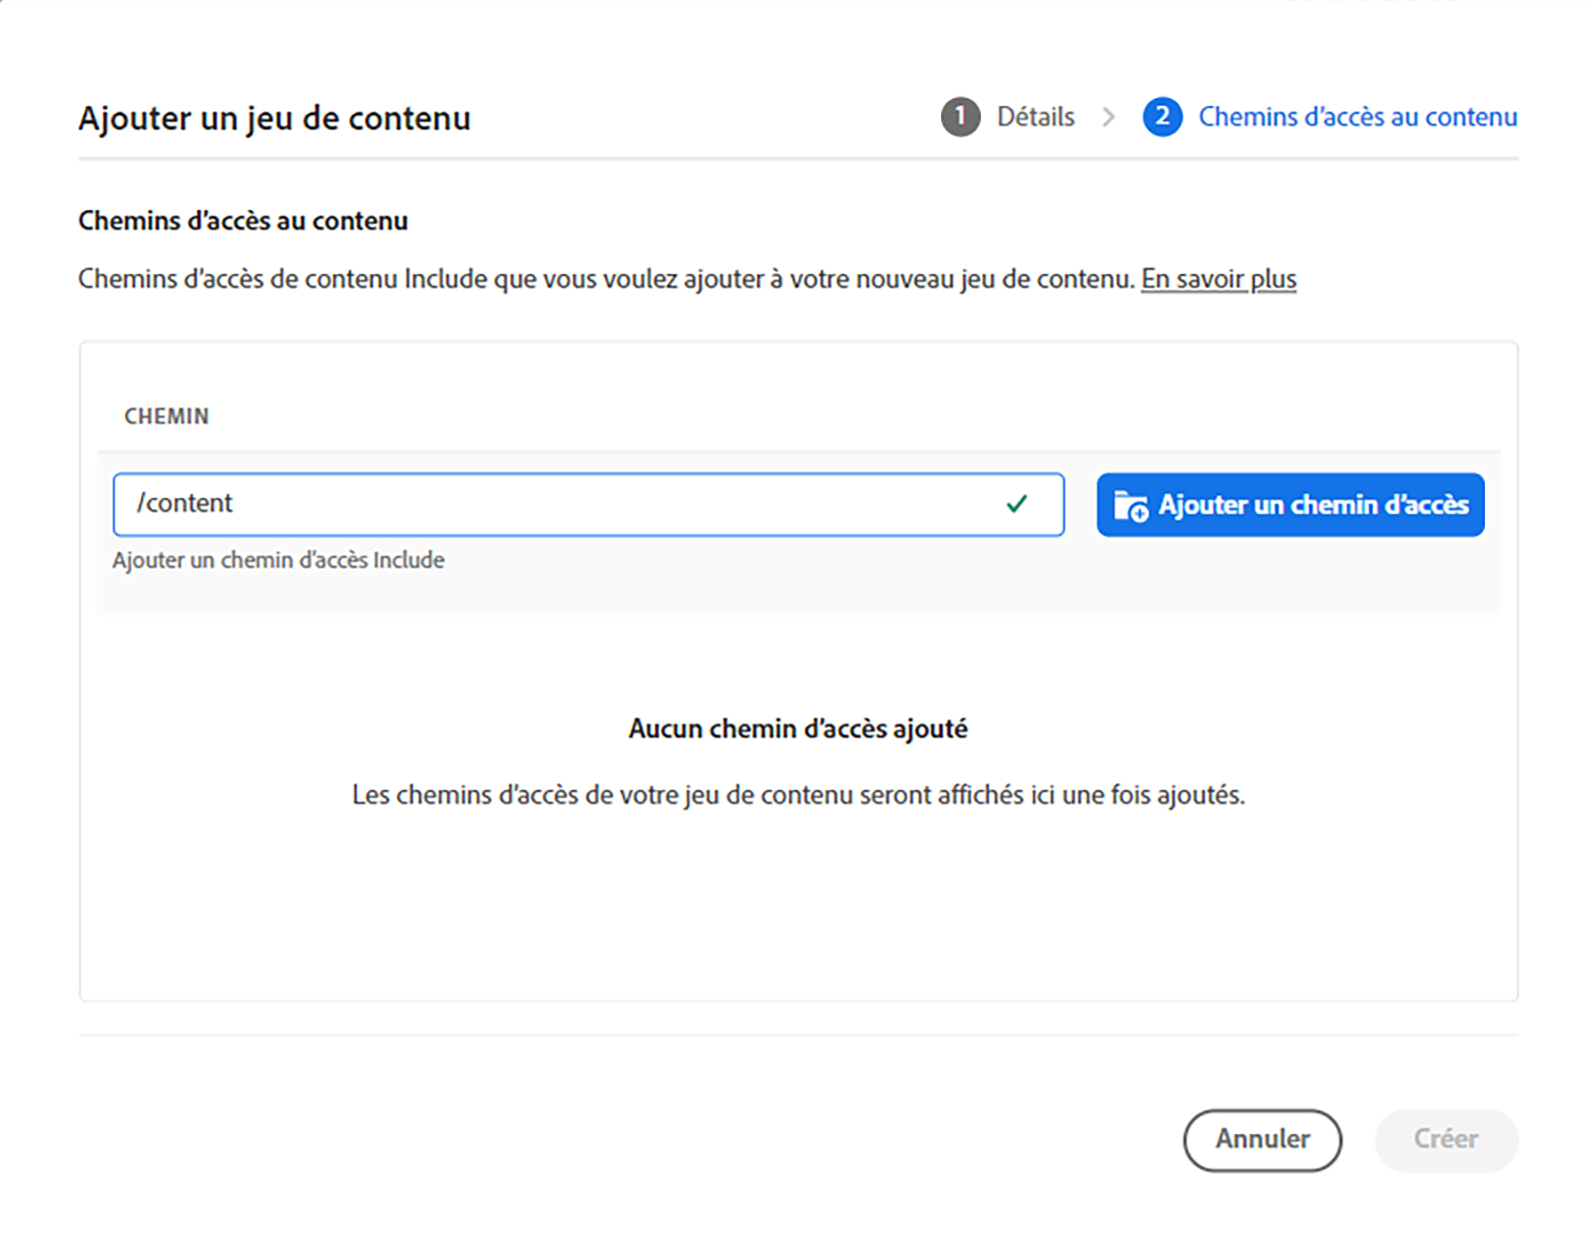 Ajouter un jeu de contenu
1 Détails > 2 Chemins d’accès au contenu
Chemins d’accès au contenu
Chemins d’accès de contenu Include que vous voulez ajouter à votre nouveau jeu de contenu. En savoir plus
CHEMIN
/content
Ajouter un chemin d’accès
Ajouter un chemin d’accès Include
Aucun chemin d’accès ajouté
Les chemins d’accès de votre jeu de contenu seront affichés ici une fois ajoutés.
Annuler
Créer